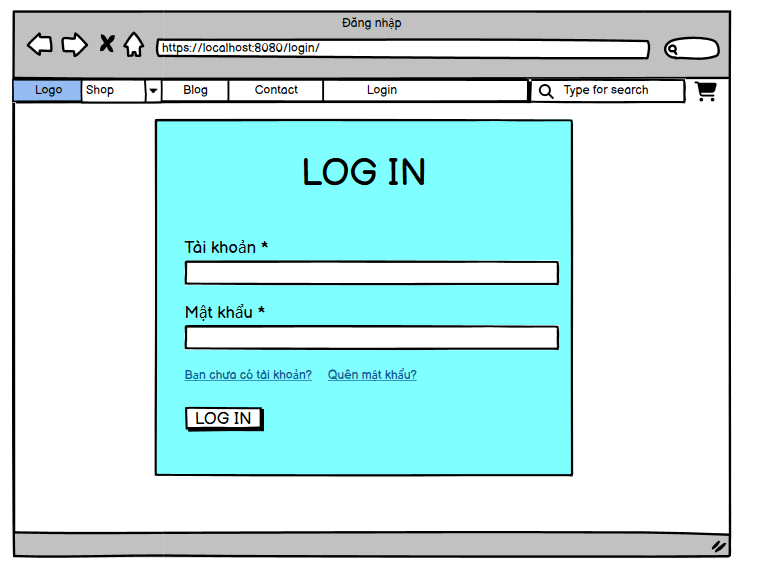 Đăng nhập
https://localhost:8080/login/
Logo Shop Blog Contact Login Type for search
LOG IN
Tài khoản *
Mật khẩu *
Bạn chưa có tài khoản? Quên mật khẩu?
LOG IN